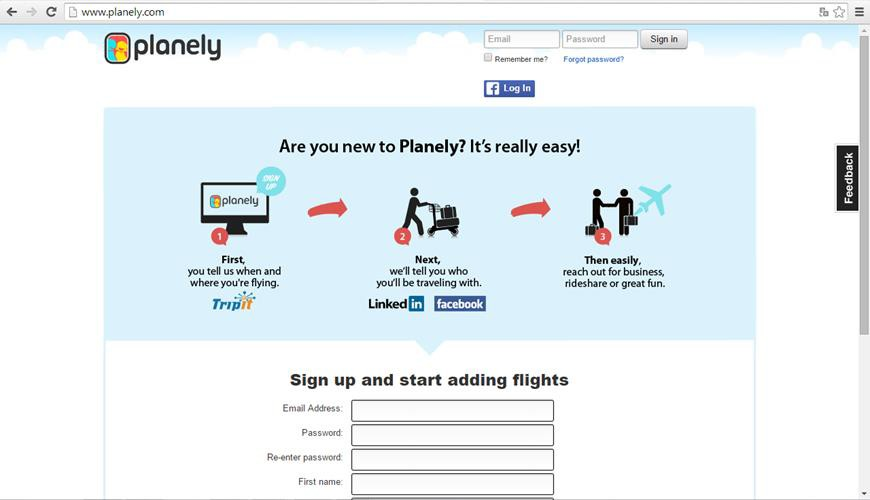 www.planely.com
planely
Email
Password
Sign in
Remember me?
Forgot password?
f Log In
Feedback
Are you new to Planely? It's really easy!
SIGN
UP
planely
1
2
3
First,
you tell us when and
where you're flying.
TripIt
Next,
we'll tell you who
you'll be traveling with.
Linked in
facebook
Then easily,
reach out for business,
rideshare or great fun.
Sign up and start adding flights
Email Address:
Password:
Re-enter password:
First name: